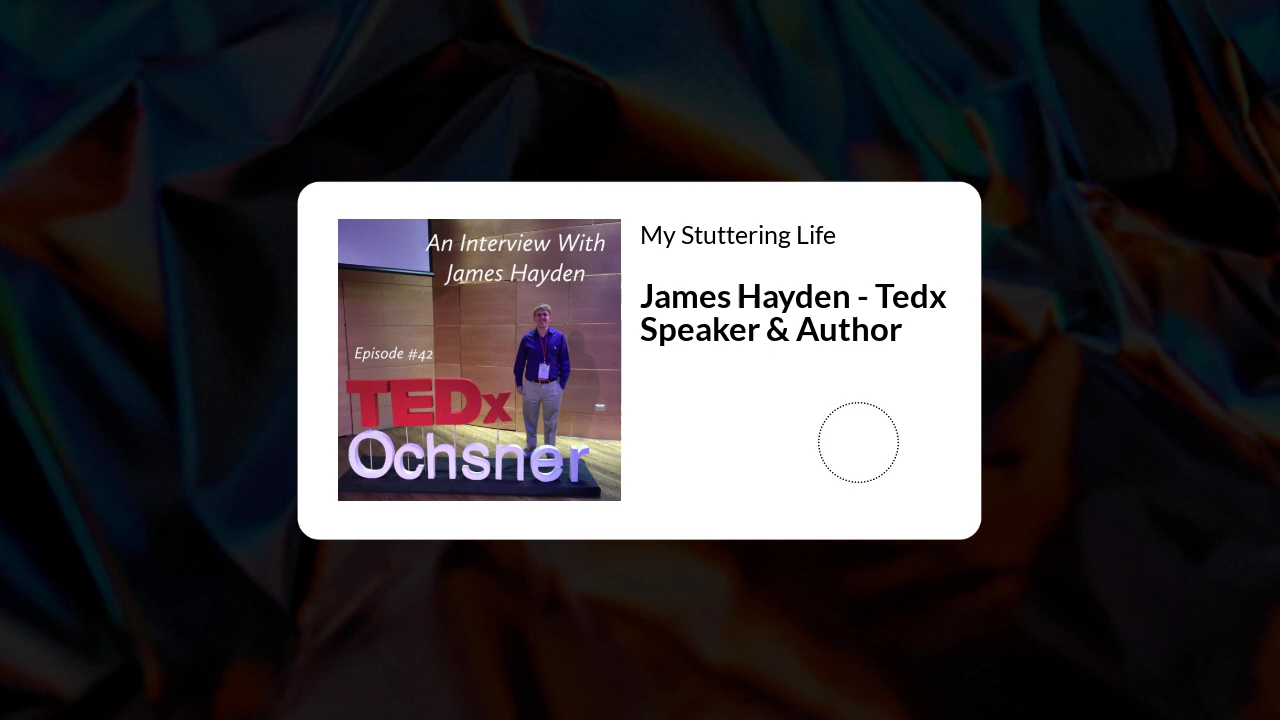 An Interview With
James Hayden
Episode #42
TEDx
Ochsner
My Stuttering Life
James Hayden - Tedx
Speaker & Author